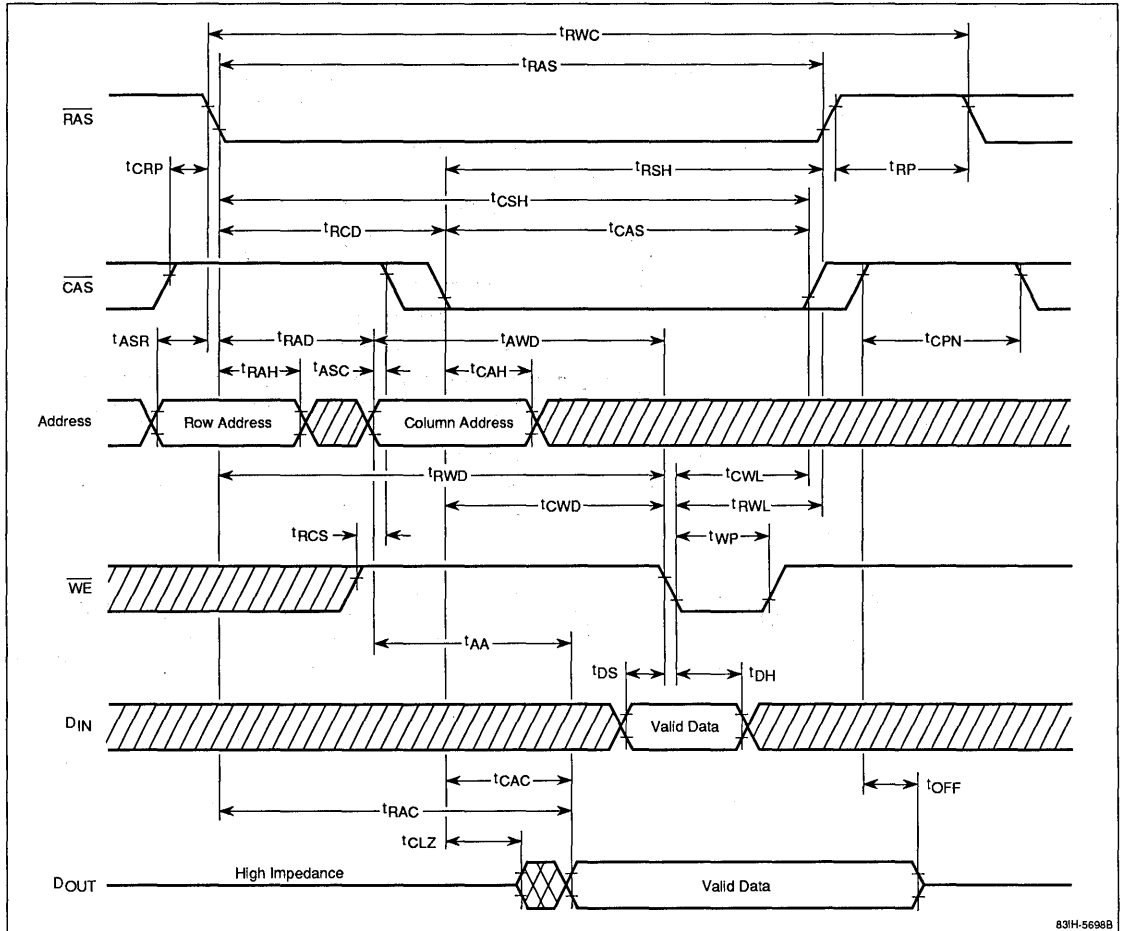 tRWC
tRAS
RAS
tCRP
tRSH
tRP
tCSH
tRCD
tCAS
CAS
tASR
tRAD
tAWD
tCPN
tRAH
tASC
tCAH
Address
Row Address
Column Address
tRWD
tCWL
tCWD
tRWL
tRCS
tWP
WE
tAA
tDS
tDH
DIN
Valid Data
tCAC
tOFF
tRAC
tCLZ
High Impedance
DOUT
Valid Data
83IH-5698B